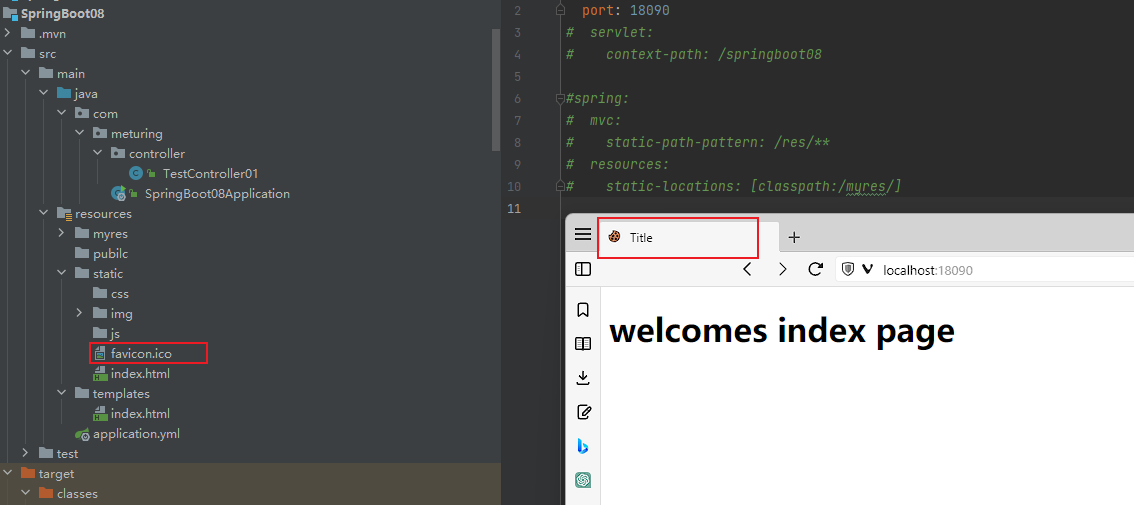 SpringBoot08
.mvn
src
main
java
com
meturing
controller
TestController01
SpringBoot08Application
resources
myres
pubilc
static
css
img
js
favicon.ico
index.html
templates
index.html
application.yml
test
target
classes
2 port: 18090
3 # servlet:
4 # context-path: /springboot08
5
6 #spring:
7 # mvc:
8 # static-path-pattern: /res/**
9 # resources:
10 # static-locations: [classpath:/myres/]
11
Title
localhost:18090
welcomes index page